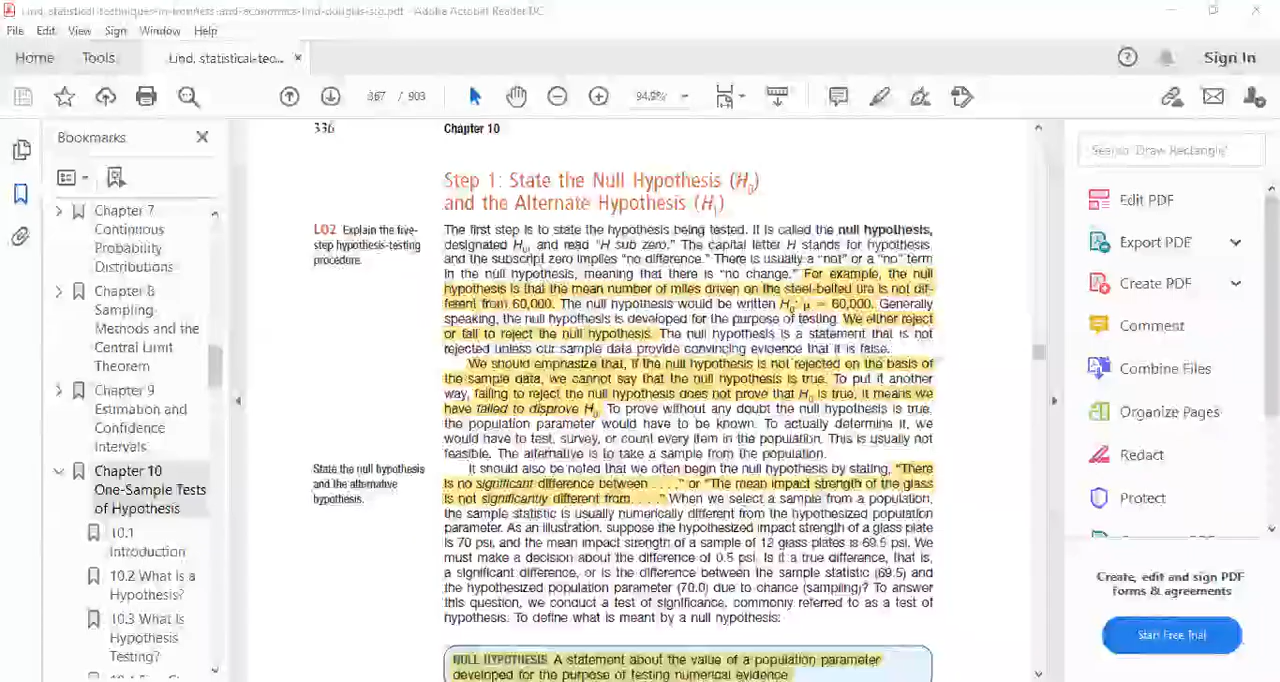 Lind. statistical-techniques-in-business-and-economics-lind-douglas-srg.pdf - Adobe Acrobat Reader DC
File Edit View Sign Window Help
Home Tools Lind. statistical-tec... × Sign In
367 / 903 94.9%
Bookmarks
Chapter 7
Continuous
Probability
Distributions
Chapter 8
Sampling
Methods and the
Central Limit
Theorem
Chapter 9
Estimation and
Confidence
Intervals
Chapter 10
One-Sample Tests
of Hypothesis
10.1
Introduction
10.2 What is a
Hypothesis?
10.3 What Is
Hypothesis
Testing?
336 Chapter 10
Step 1: State the Null Hypothesis (H0)
and the Alternate Hypothesis (H1)
LO2 Explain the five-
step hypothesis-testing
procedure.
The first step is to state the hypothesis being tested. It is called the null hypothesis,
designated H0, and read "H sub zero." The capital letter H stands for hypothesis,
and the subscript zero implies "no difference." There is usually a "not" or a "no" term
in the null hypothesis, meaning that there is "no change." For example, the null
hypothesis is that the mean number of miles driven on the steel-belted tire is not dif-
ferent from 60,000. The null hypothesis would be written H0: μ = 60,000. Generally
speaking, the null hypothesis is developed for the purpose of testing. We either reject
or fail to reject the null hypothesis. The null hypothesis is a statement that is not
rejected unless our sample data provide convincing evidence that it is false.
We should emphasize that, if the null hypothesis is not rejected on the basis of
the sample data, we cannot say that the null hypothesis is true. To put it another
way, failing to reject the null hypothesis does not prove that H0 is true, it means we
have failed to disprove H0. To prove without any doubt the null hypothesis is true,
the population parameter would have to be known. To actually determine it, we
would have to test, survey, or count every item in the population. This is usually not
feasible. The alternative is to take a sample from the population.
State the null hypothesis
and the alternative
hypothesis.
It should also be noted that we often begin the null hypothesis by stating, "There
is no significant difference between . . . ." or "The mean impact strength of the glass
is not significantly different from. . . ." When we select a sample from a population,
the sample statistic is usually numerically different from the hypothesized population
parameter. As an illustration, suppose the hypothesized impact strength of a glass plate
is 70 psi, and the mean impact strength of a sample of 12 glass plates is 69.5 psi. We
must make a decision about the difference of 0.5 psi. Is it a true difference, that is,
a significant difference, or is the difference between the sample statistic (69.5) and
the hypothesized population parameter (70.0) due to chance (sampling)? To answer
this question, we conduct a test of significance, commonly referred to as a test of
hypothesis. To define what is meant by a null hypothesis:
NULL HYPOTHESIS A statement about the value of a population parameter
developed for the purpose of testing numerical evidence
Search 'Draw Rectangle'
Edit PDF
Export PDF
Create PDF
Comment
Combine Files
Organize Pages
Redact
Protect
Create, edit and sign PDF
forms & agreements
Start Free Trial